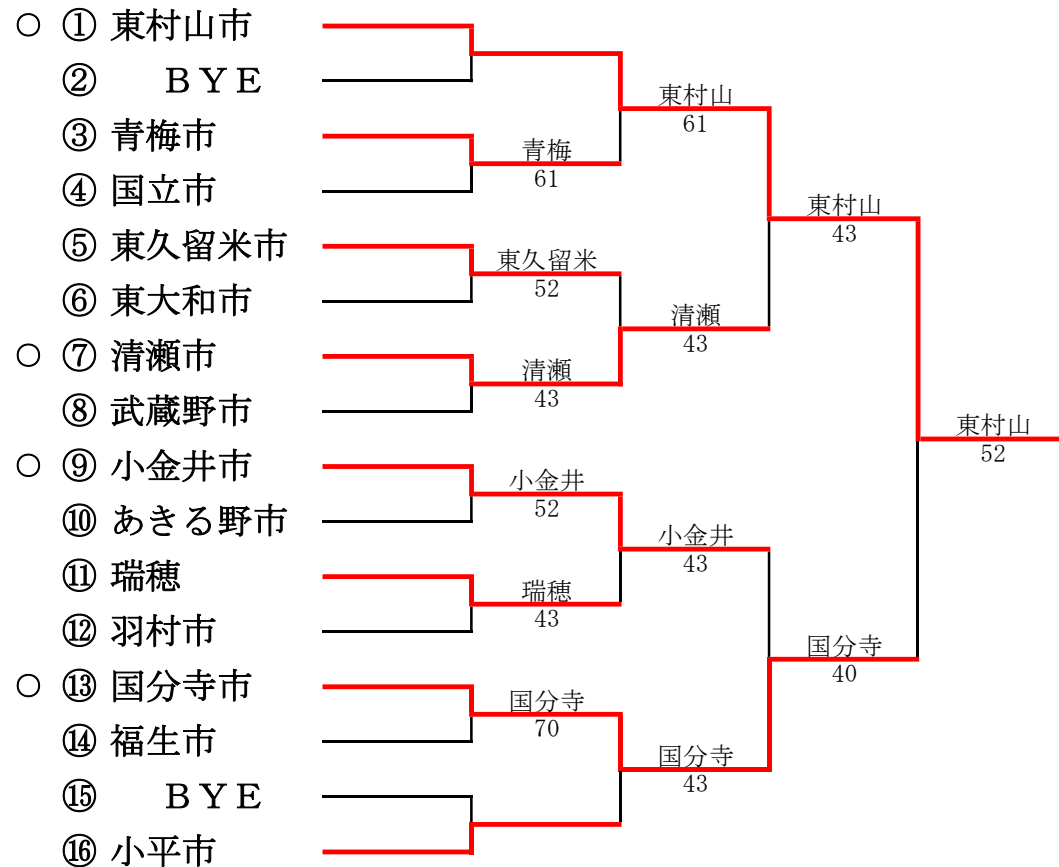 ○ ① 東村山市
② ＢＹＥ
③ 青梅市
④ 国立市
⑤ 東久留米市
⑥ 東大和市
○ ⑦ 清瀬市
⑧ 武蔵野市
○ ⑨ 小金井市
⑩ あきる野市
⑪ 瑞穂
⑫ 羽村市
○ ⑬ 国分寺市
⑭ 福生市
⑮ ＢＹＥ
⑯ 小平市
青梅
61
東久留米
52
清瀬
43
小金井
52
瑞穂
43
国分寺
70
東村山
61
清瀬
43
小金井
43
国分寺
43
東村山
43
国分寺
40
東村山
52